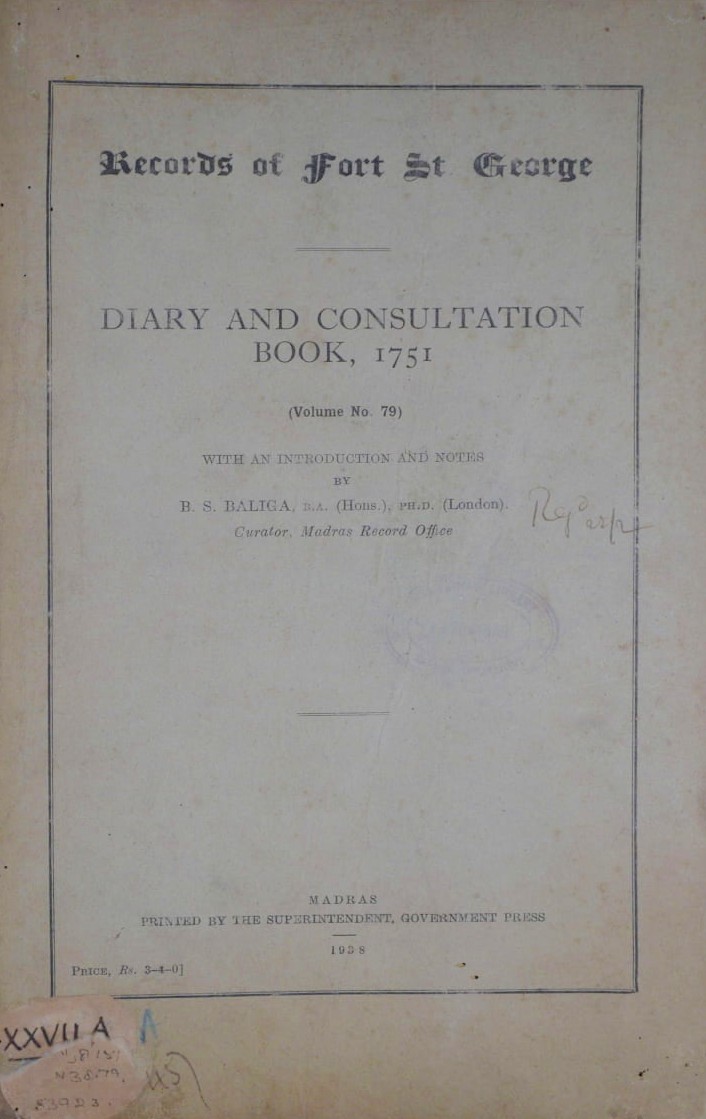 Records of Fort St George
DIARY AND CONSULTATION
BOOK, 1751
(Volume No. 79)
WITH AN INTRODUCTION AND NOTES
BY
B. S. BALIGA, B.A. (Hons.), PH.D. (London).
Curator, Madras Record Office
MADRAS
PRINTED BY THE SUPERINTENDENT, GOVERNMENT PRESS
1938
PRICE, Rs. 3-4-0]
XXVII A
N38.79